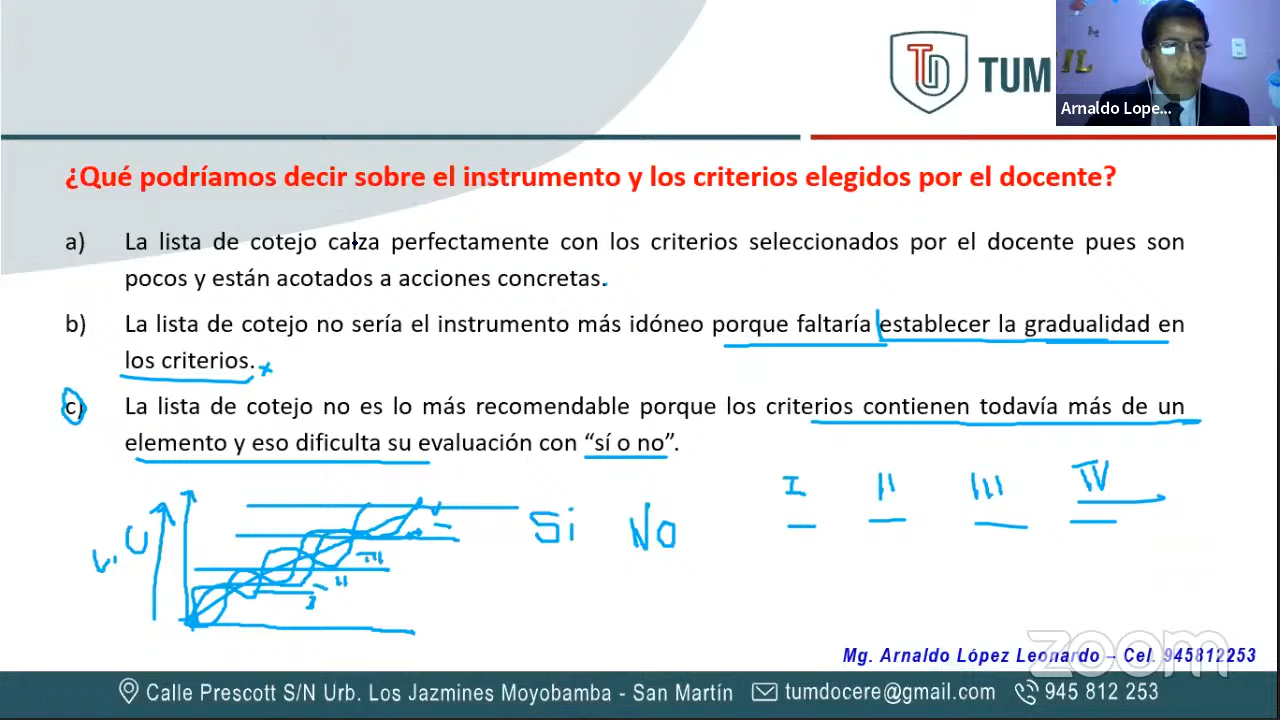 TD TUM
IL
Arnaldo Lope...
¿Qué podríamos decir sobre el instrumento y los criterios elegidos por el docente?
a) La lista de cotejo calza perfectamente con los criterios seleccionados por el docente pues son
pocos y están acotados a acciones concretas.
b) La lista de cotejo no sería el instrumento más idóneo porque faltaría establecer la gradualidad en
los criterios.
c) La lista de cotejo no es lo más recomendable porque los criterios contienen todavía más de un
elemento y eso dificulta su evaluación con “sí o no”.
I II III IV
Si No
III
II
I
zoom
Mg. Arnaldo López Leonardo – Cel. 945812253
Calle Prescott S/N Urb. Los Jazmines Moyobamba - San Martín tumdocere@gmail.com 945 812 253